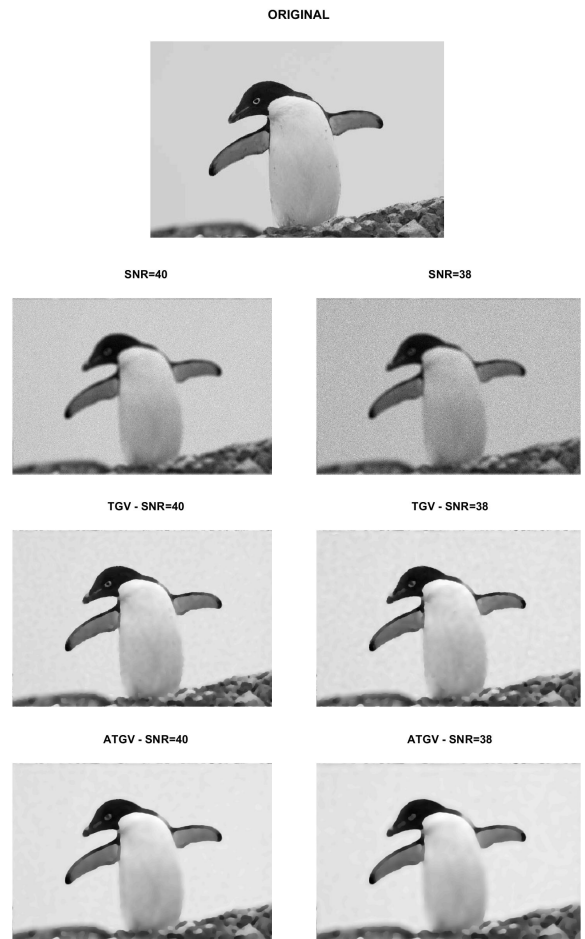 ORIGINAL
SNR=40 SNR=38
TGV - SNR=40 TGV - SNR=38
ATGV - SNR=40 ATGV - SNR=38